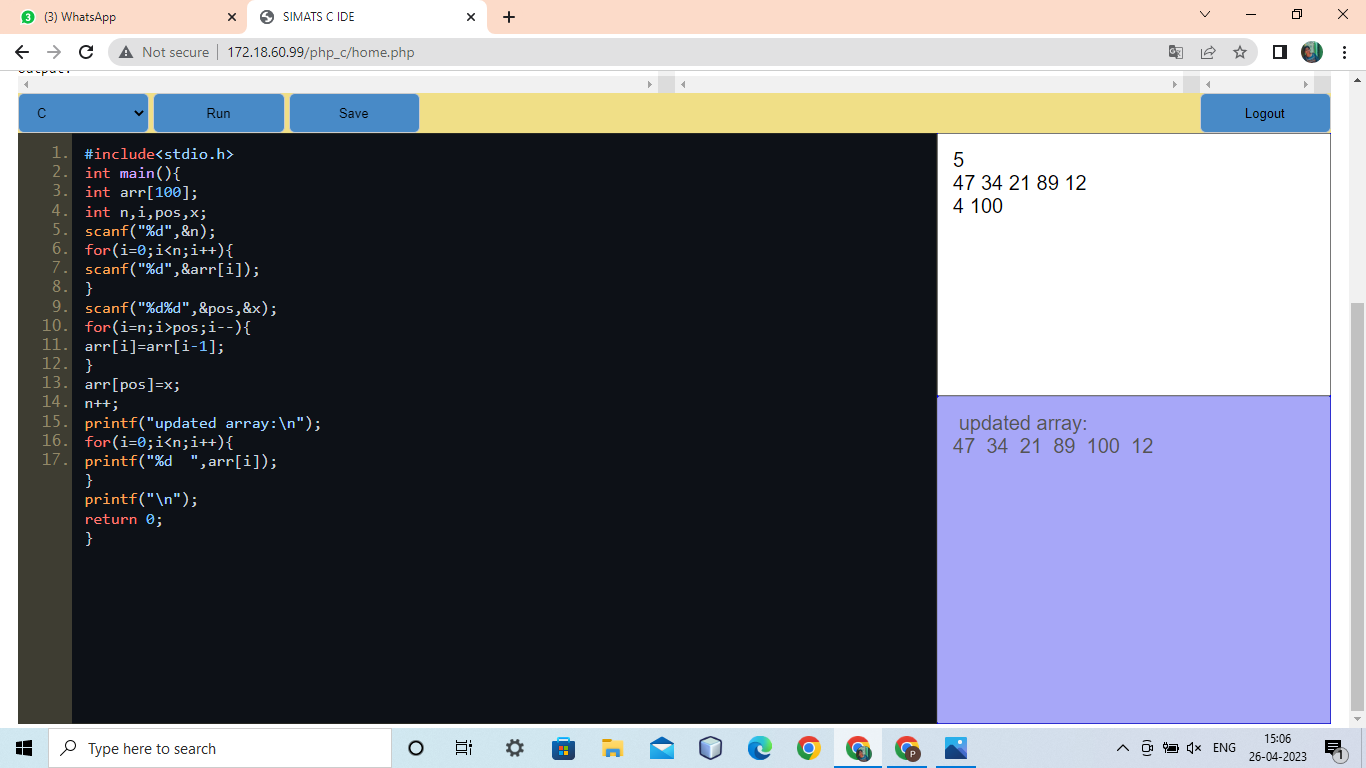 (3) WhatsApp
SIMATS C IDE
Not secure
172.18.60.99/php_c/home.php
C
Run
Save
Logout
1. #include<stdio.h>
2. int main(){
3. int arr[100];
4. int n,i,pos,x;
5. scanf("%d",&n);
6. for(i=0;i<n;i++){
7. scanf("%d",&arr[i]);
8. }
9. scanf("%d%d",&pos,&x);
10. for(i=n;i>pos;i--){
11. arr[i]=arr[i-1];
12. }
13. arr[pos]=x;
14. n++;
15. printf("updated array:\n");
16. for(i=0;i<n;i++){
17. printf("%d  ",arr[i]);
}
printf("\n");
return 0;
}
5
47 34 21 89 12
4 100
updated array:
47  34  21  89  100  12
Type here to search
ENG
15:06
26-04-2023
1